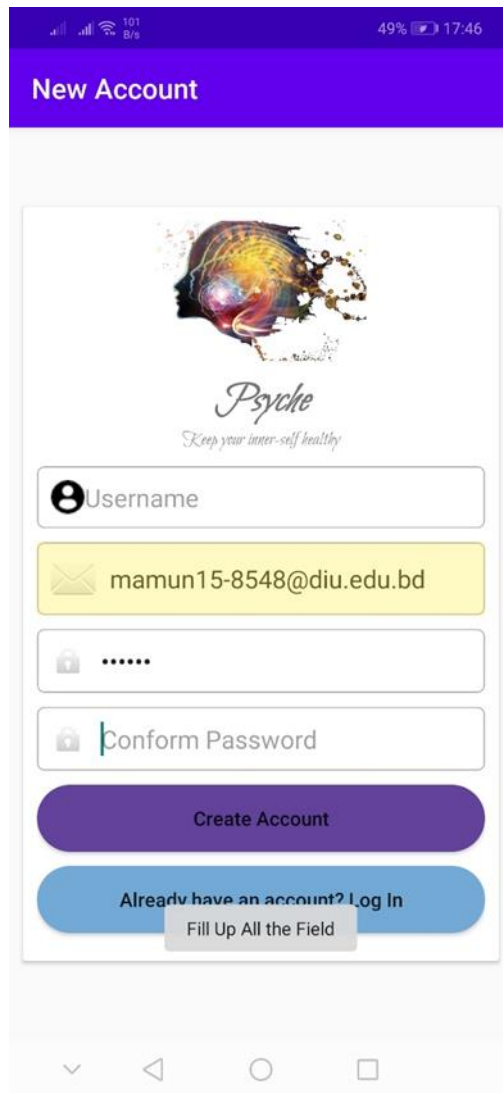 101
B/s
49% 17:46
New Account
Psyche
Keep your inner-self healthy
Username
mamun15-8548@diu.edu.bd
••••••
Conform Password
Create Account
Already have an account? Log In
Fill Up All the Field